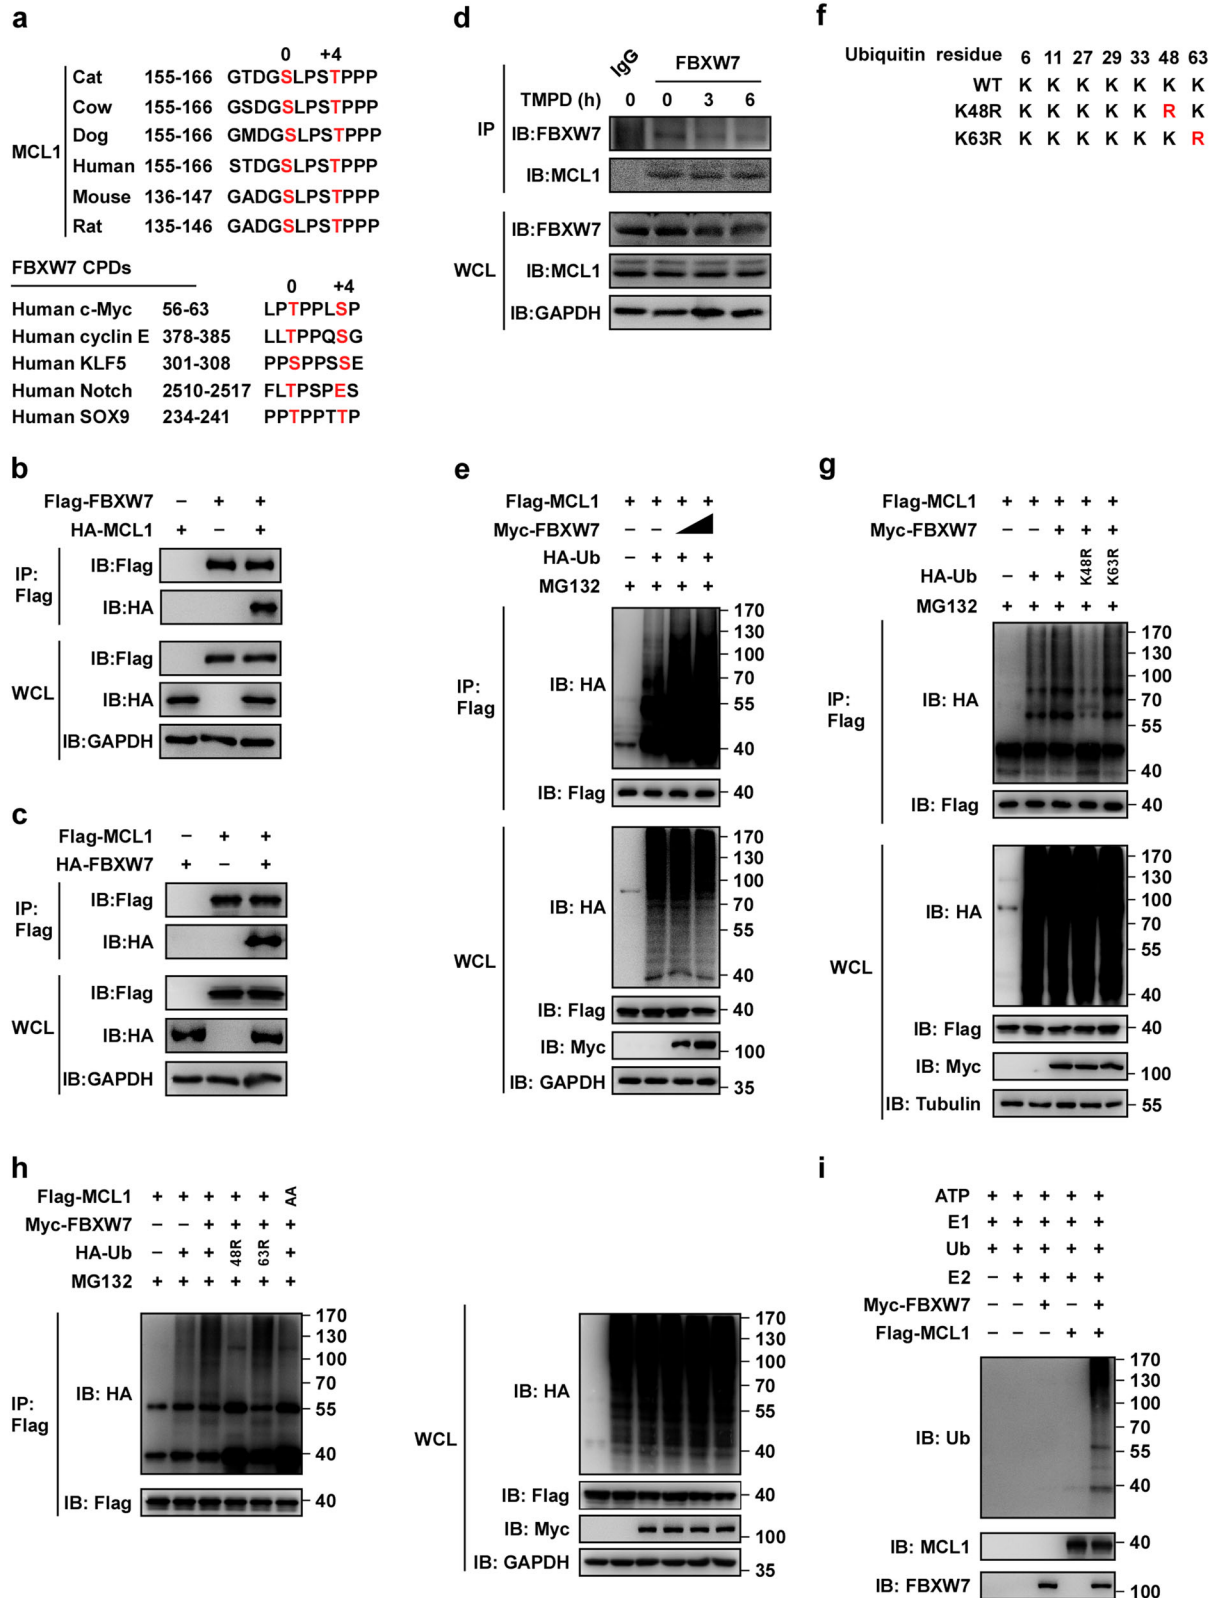 a
0 +4
MCL1
Cat 155-166 GTDGSLPSTPPP
Cow 155-166 GSDGSLPSTPPP
Dog 155-166 GMDGSLPSTPPP
Human 155-166 STDGSLPSTPPP
Mouse 136-147 GADGSLPSTPPP
Rat 135-146 GADGSLPSTPPP
FBXW7 CPDs
0 +4
Human c-Myc 56-63 LPTPPLSP
Human cyclin E 378-385 LLTPPQSG
Human KLF5 301-308 PPSPPSSE
Human Notch 2510-2517 FLTPSPES
Human SOX9 234-241 PPTPPTTP
b
Flag-FBXW7 – + +
HA-MCL1 + – +
IP: Flag
IB:Flag
IB:HA
WCL
IB:Flag
IB:HA
IB:GAPDH
c
Flag-MCL1 – + +
HA-FBXW7 + – +
IP: Flag
IB:Flag
IB:HA
WCL
IB:Flag
IB:HA
IB:GAPDH
d
IgG FBXW7
TMPD (h) 0 0 3 6
IP
IB:FBXW7
IB:MCL1
WCL
IB:FBXW7
IB:MCL1
IB:GAPDH
e
Flag-MCL1 + + + +
Myc-FBXW7 – –
HA-Ub – + + +
MG132 + + + +
IP: Flag
IB: HA
170
130
100
70
55
40
IB: Flag 40
WCL
IB: HA
170
130
100
70
55
40
IB: Flag 40
IB: Myc 100
IB: GAPDH 35
f
Ubiquitin residue 6 11 27 29 33 48 63
WT K K K K K K K
K48R K K K K K R K
K63R K K K K K K R
g
Flag-MCL1 + + + + +
Myc-FBXW7 – – + + +
HA-Ub – + + K48R K63R
MG132 + + + + +
IP: Flag
IB: HA
170
130
100
70
55
40
IB: Flag 40
WCL
IB: HA
170
130
100
70
55
40
IB: Flag 40
IB: Myc 100
IB: Tubulin 55
h
Flag-MCL1 + + + + + AA
Myc-FBXW7 – – + + + +
HA-Ub – + + 48R 63R +
MG132 + + + + + +
IP: Flag
IB: HA
170
130
100
70
55
40
IB: Flag 40
WCL
IB: HA
170
130
100
70
55
40
IB: Flag 40
IB: Myc 100
IB: GAPDH 35
i
ATP + + + + +
E1 + + + + +
Ub + + + + +
E2 – + + + +
Myc-FBXW7 – – + – +
Flag-MCL1 – – – + +
IB: Ub
170
130
100
70
55
40
IB: MCL1 40
IB: FBXW7 100